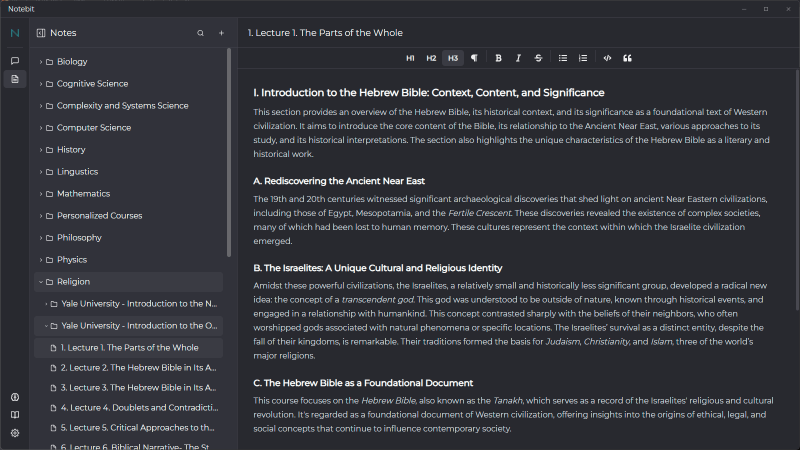 Notebit
Notes
Biology
Cognitive Science
Complexity and Systems Science
Computer Science
History
Lingustics
Mathematics
Personalized Courses
Philosophy
Physics
Religion
Yale University - Introduction to the N...
Yale University - Introduction to the O...
1. Lecture 1. The Parts of the Whole
2. Lecture 2. The Hebrew Bible in Its A...
3. Lecture 3. The Hebrew Bible in Its A...
4. Lecture 4. Doublets and Contradicti...
5. Lecture 5. Critical Approaches to th...
6. Lecture 6. Biblical Narrative- The St...
1. Lecture 1. The Parts of the Whole
H1 H2 H3 ¶ B I S
I. Introduction to the Hebrew Bible: Context, Content, and Significance
This section provides an overview of the Hebrew Bible, its historical context, and its significance as a foundational text of Western
civilization. It aims to introduce the core content of the Bible, its relationship to the Ancient Near East, various approaches to its
study, and its historical interpretations. The section also highlights the unique characteristics of the Hebrew Bible as a literary and
historical work.
A. Rediscovering the Ancient Near East
The 19th and 20th centuries witnessed significant archaeological discoveries that shed light on ancient Near Eastern civilizations,
including those of Egypt, Mesopotamia, and the Fertile Crescent. These discoveries revealed the existence of complex societies,
many of which had been lost to human memory. These cultures represent the context within which the Israelite civilization
emerged.
B. The Israelites: A Unique Cultural and Religious Identity
Amidst these powerful civilizations, the Israelites, a relatively small and historically less significant group, developed a radical new
idea: the concept of a transcendent god. This god was understood to be outside of nature, known through historical events, and
engaged in a relationship with humankind. This concept contrasted sharply with the beliefs of their neighbors, who often
worshipped gods associated with natural phenomena or specific locations. The Israelites' survival as a distinct entity, despite the
fall of their kingdoms, is remarkable. Their traditions formed the basis for Judaism, Christianity, and Islam, three of the world's
major religions.
C. The Hebrew Bible as a Foundational Document
This course focuses on the Hebrew Bible, also known as the Tanakh, which serves as a record of the Israelites' religious and cultural
revolution. It's regarded as a foundational document of Western civilization, offering insights into the origins of ethical, legal, and
social concepts that continue to influence contemporary society.